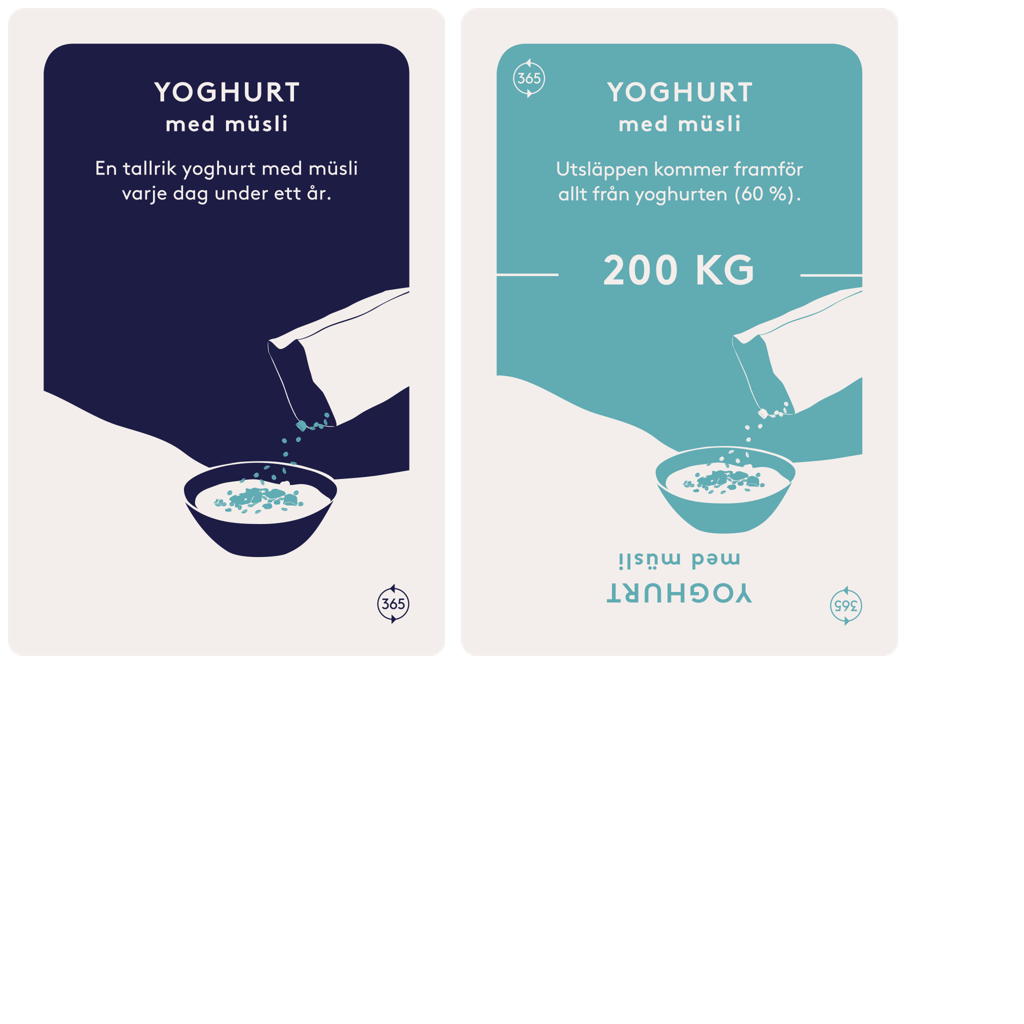 YOGHURT
med müsli
En tallrik yoghurt med müsli
varje dag under ett år.
365
365
YOGHURT
med müsli
Utsläppen kommer framför
allt från yoghurten (60 %).
200 KG
YOGHURT
med müsli
365